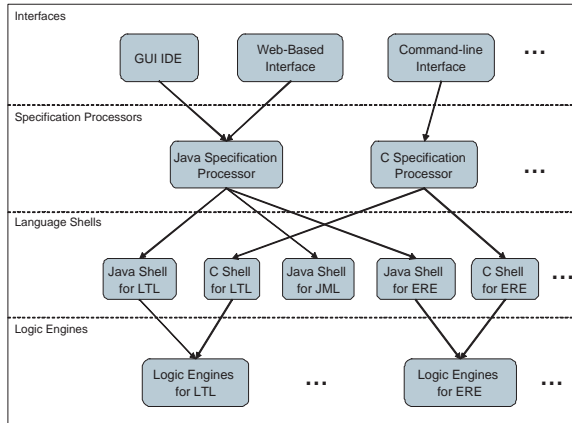 Interfaces
GUI IDE
Web-Based
Interface
Command-line
Interface
...
Specification Processors
Java Specification
Processor
C Specification
Processor
...
Language Shells
Java Shell
for LTL
C Shell
for LTL
Java Shell
for JML
Java Shell
for ERE
C Shell
for ERE
...
Logic Engines
Logic Engines
for LTL
...
Logic Engines
for ERE
...